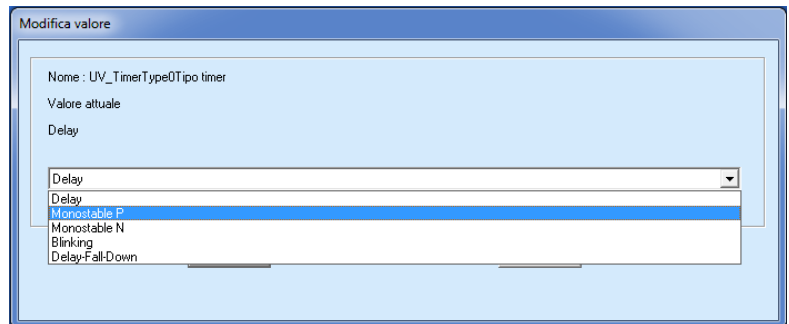 Modifica valore
Nome : UV_TimerType0Tipo timer
Valore attuale
Delay
Delay
Delay
Monostable P
Monostable N
Blinking
Delay-Fall-Down